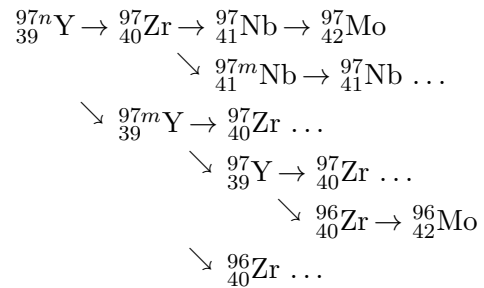 ⁹⁷ⁿ₃₉Y → ⁹⁷₄₀Zr → ⁹⁷₄₁Nb → ⁹⁷₄₂Mo
↘ ⁹⁷ᵐ₄₁Nb → ⁹⁷₄₁Nb ...
↘ ⁹⁷ᵐ₃₉Y → ⁹⁷₄₀Zr ...
↘ ⁹⁷₃₉Y → ⁹⁷₄₀Zr ...
↘ ⁹⁶₄₀Zr → ⁹⁶₄₂Mo
↘ ⁹⁶₄₀Zr ...